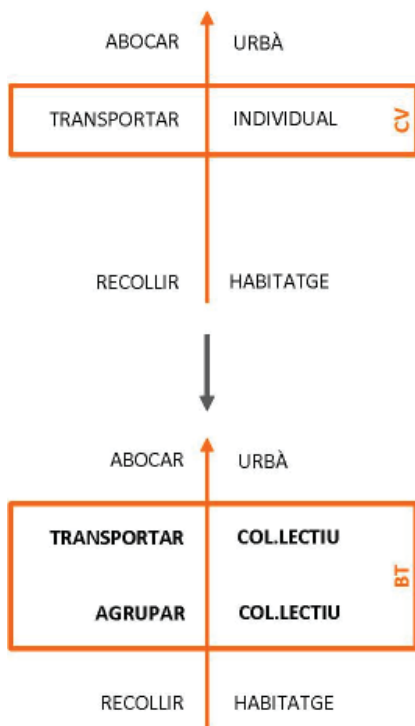 ABOCAR URBÀ
TRANSPORTAR INDIVIDUAL CV
RECOLLIR HABITATGE
ABOCAR URBÀ
TRANSPORTAR COL.LECTIU
BT
AGRUPAR COL.LECTIU
RECOLLIR HABITATGE